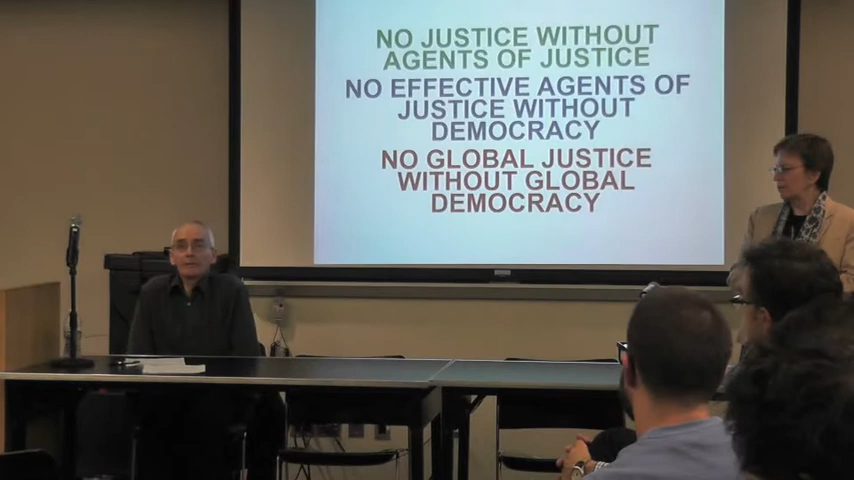 NO JUSTICE WITHOUT
AGENTS OF JUSTICE
NO EFFECTIVE AGENTS OF
JUSTICE WITHOUT
DEMOCRACY
NO GLOBAL JUSTICE
WITHOUT GLOBAL
DEMOCRACY